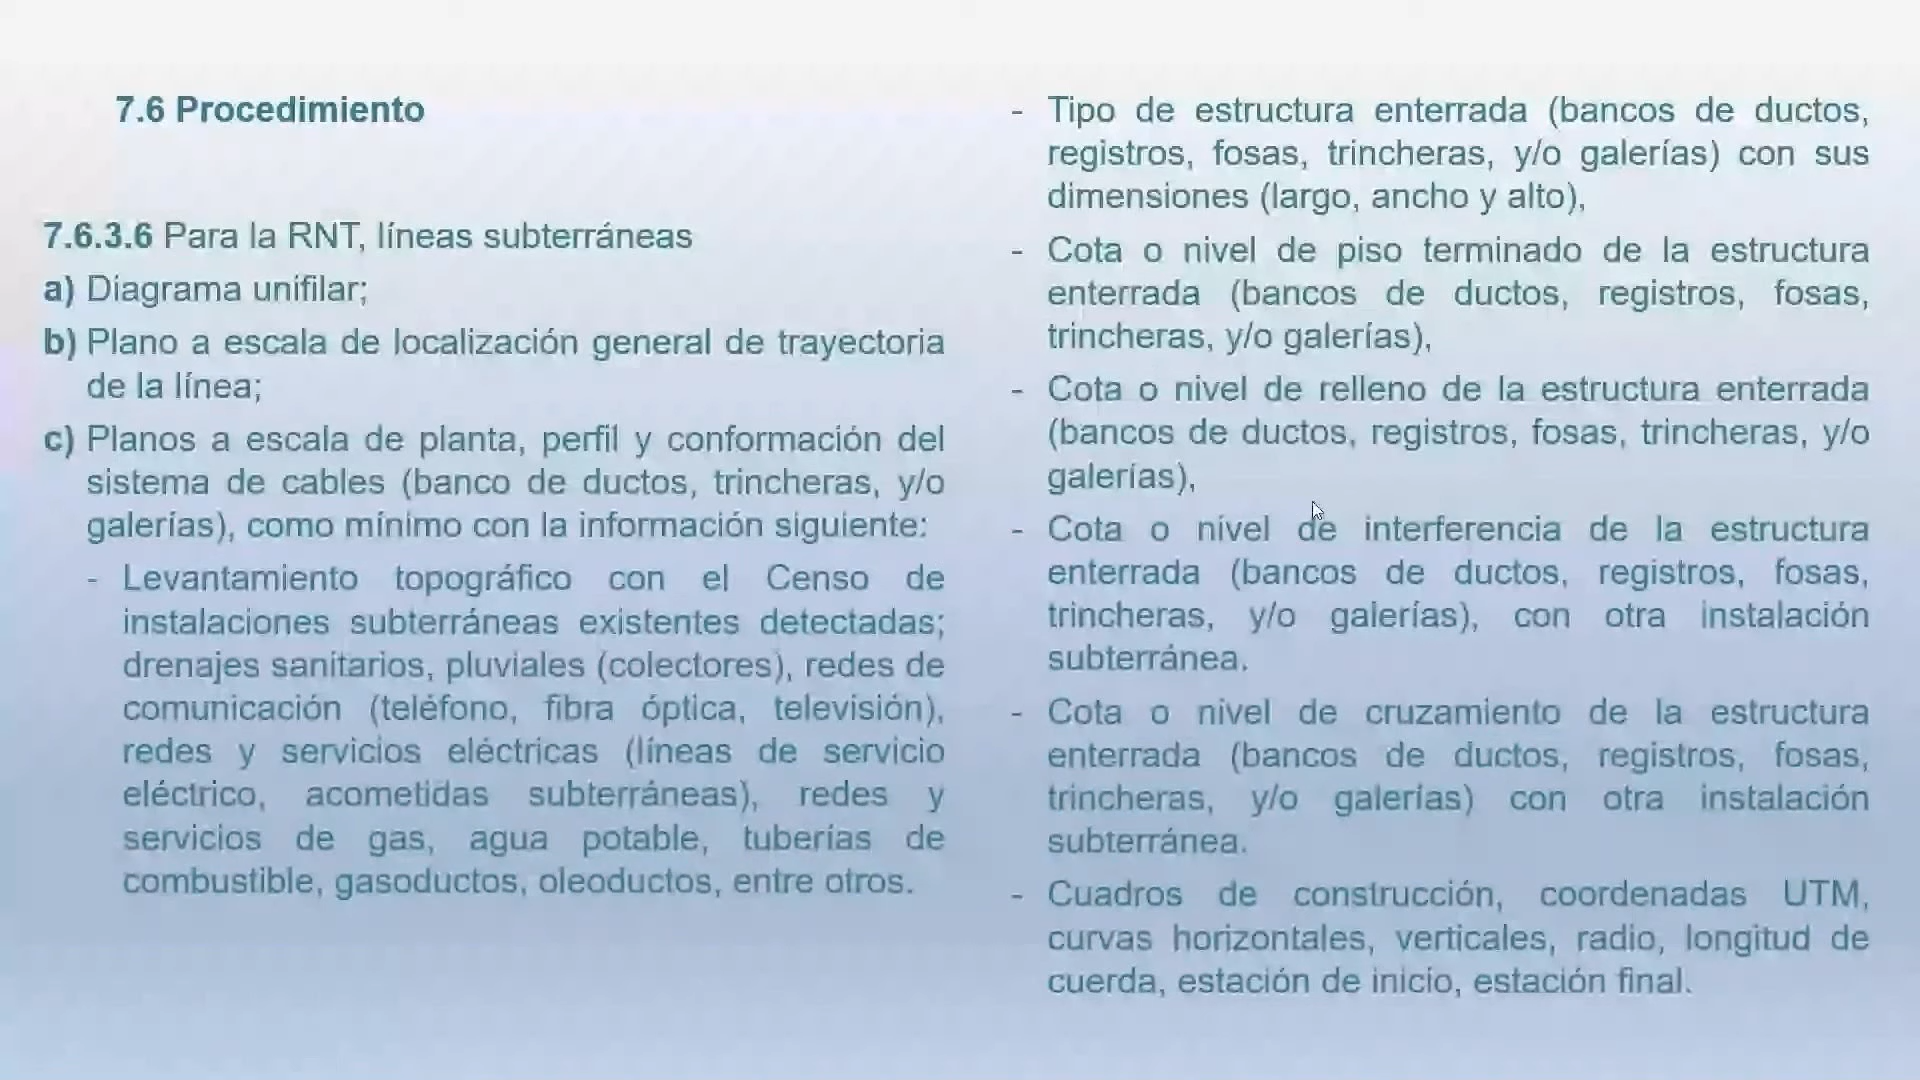 7.6 Procedimiento
7.6.3.6 Para la RNT, líneas subterráneas
a) Diagrama unifilar;
b) Plano a escala de localización general de trayectoria
de la línea;
c) Planos a escala de planta, perfil y conformación del
sistema de cables (banco de ductos, trincheras, y/o
galerías), como mínimo con la información siguiente:
- Levantamiento topográfico con el Censo de
instalaciones subterráneas existentes detectadas;
drenajes sanitarios, pluviales (colectores), redes de
comunicación (teléfono, fibra óptica, televisión),
redes y servicios eléctricas (líneas de servicio
eléctrico, acometidas subterráneas), redes y
servicios de gas, agua potable, tuberías de
combustible, gasoductos, oleoductos, entre otros.
- Tipo de estructura enterrada (bancos de ductos,
registros, fosas, trincheras, y/o galerías) con sus
dimensiones (largo, ancho y alto),
- Cota o nivel de piso terminado de la estructura
enterrada (bancos de ductos, registros, fosas,
trincheras, y/o galerías),
- Cota o nivel de relleno de la estructura enterrada
(bancos de ductos, registros, fosas, trincheras, y/o
galerías),
- Cota o nivel de interferencia de la estructura
enterrada (bancos de ductos, registros, fosas,
trincheras, y/o galerías), con otra instalación
subterránea.
- Cota o nivel de cruzamiento de la estructura
enterrada (bancos de ductos, registros, fosas,
trincheras, y/o galerías) con otra instalación
subterránea.
- Cuadros de construcción, coordenadas UTM,
curvas horizontales, verticales, radio, longitud de
cuerda, estación de inicio, estación final.